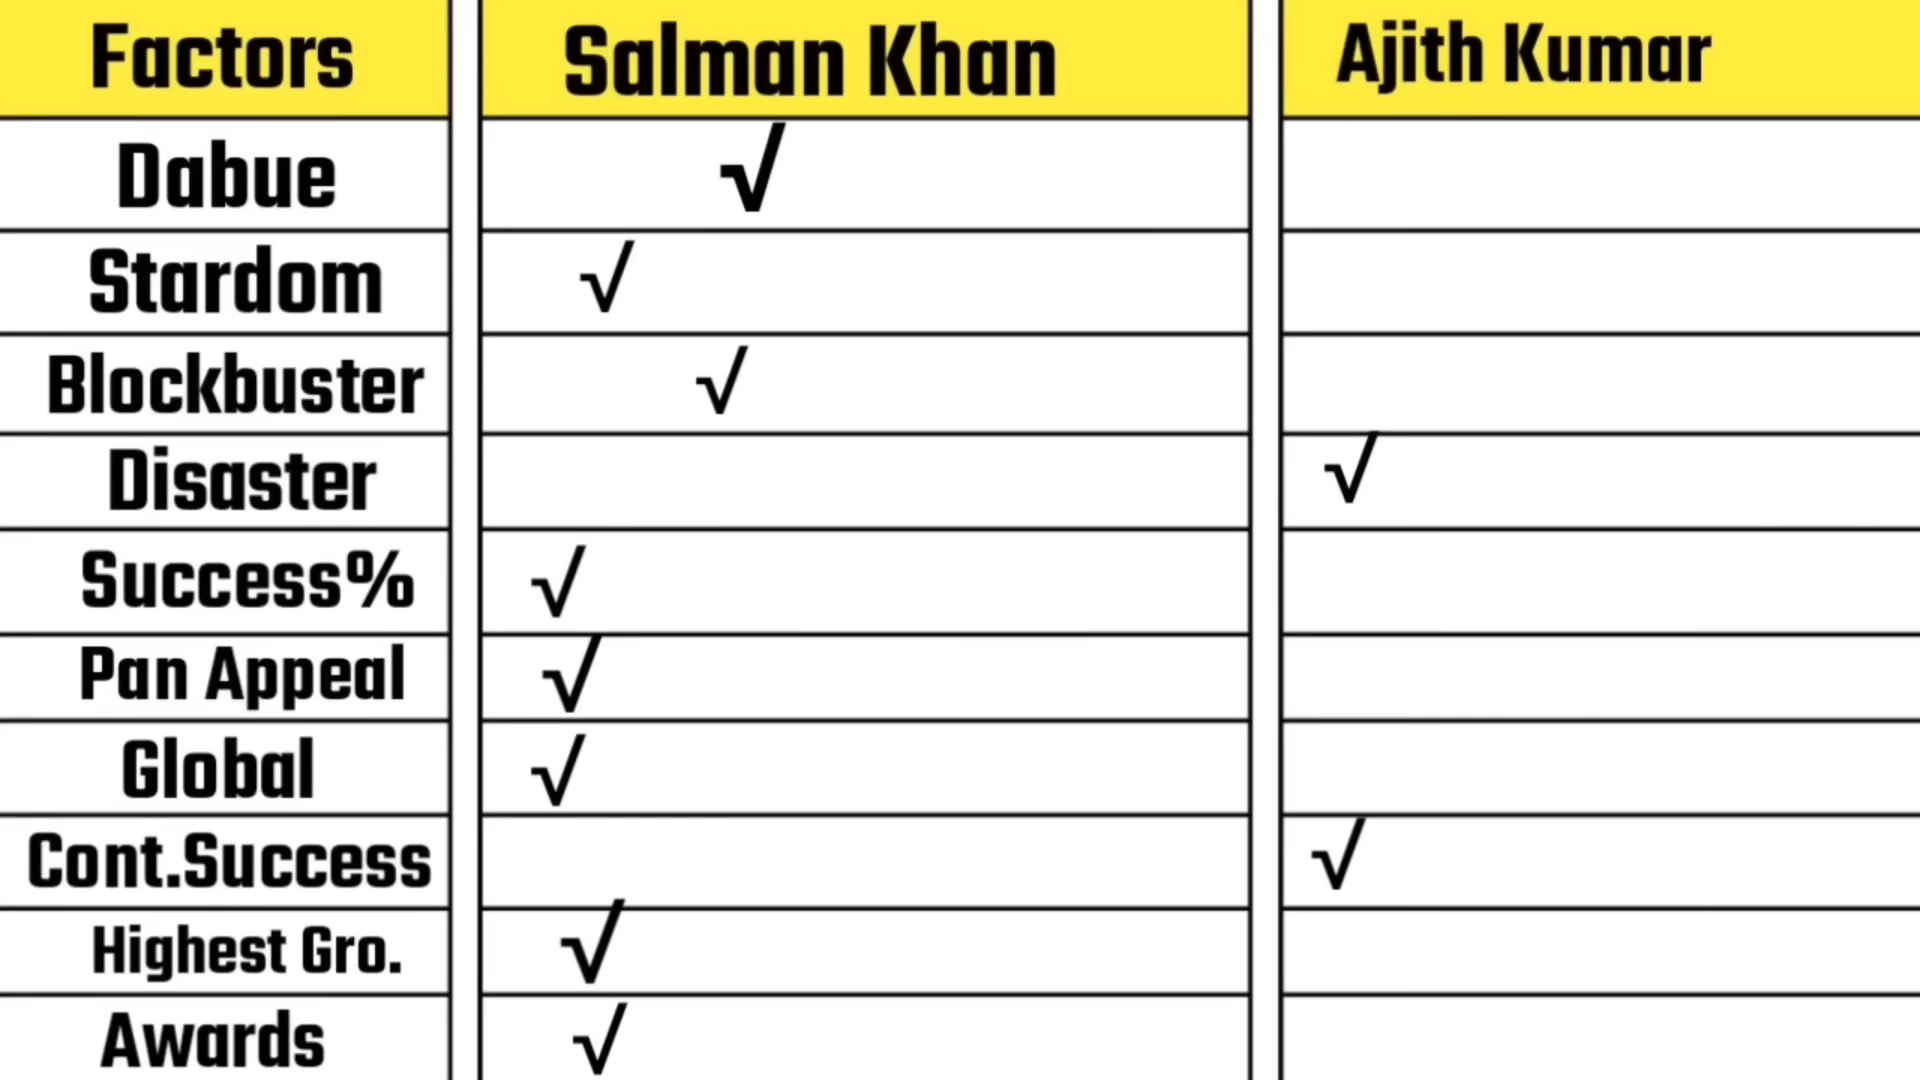 Factors Salman Khan Ajith Kumar
Dabue √
Stardom √
Blockbuster √
Disaster √
Success% √
Pan Appeal √
Global √
Cont.Success √
Highest Gro. √
Awards √